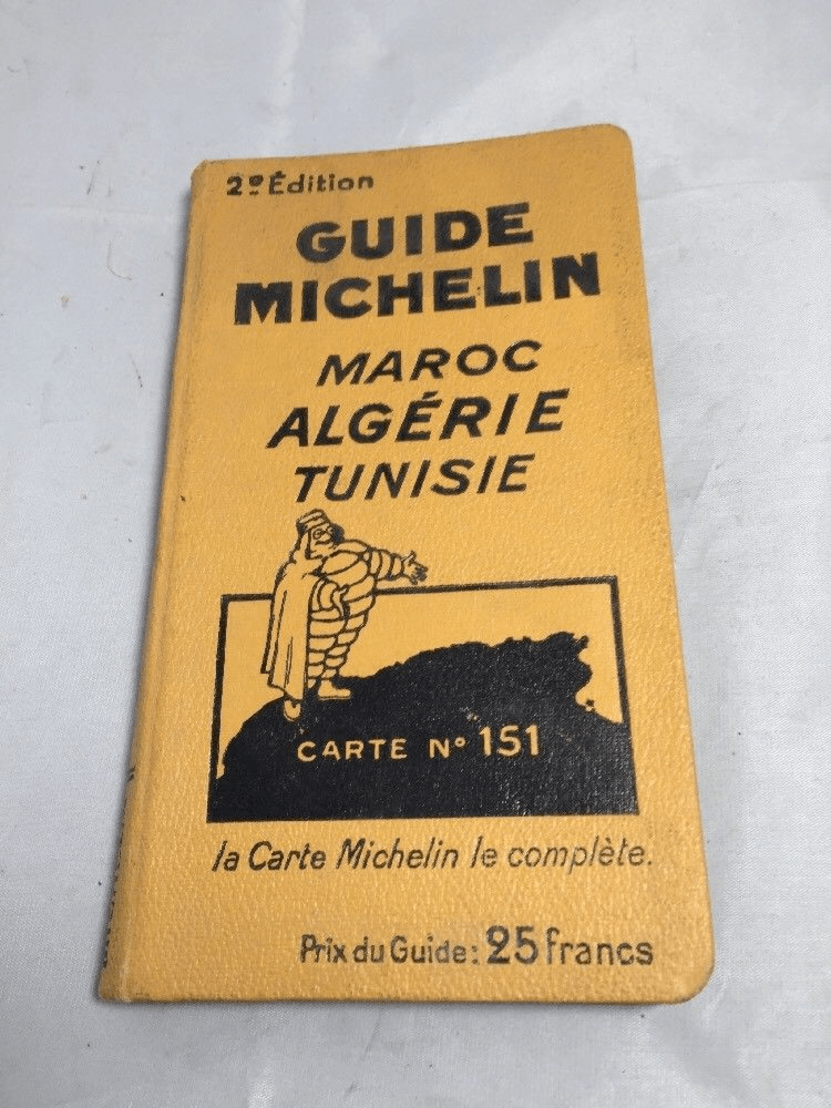 2e Édition
GUIDE
MICHELIN
MAROC
ALGÉRIE
TUNISIE
CARTE No 151
la Carte Michelin le complète.
Prix du Guide: 25 francs